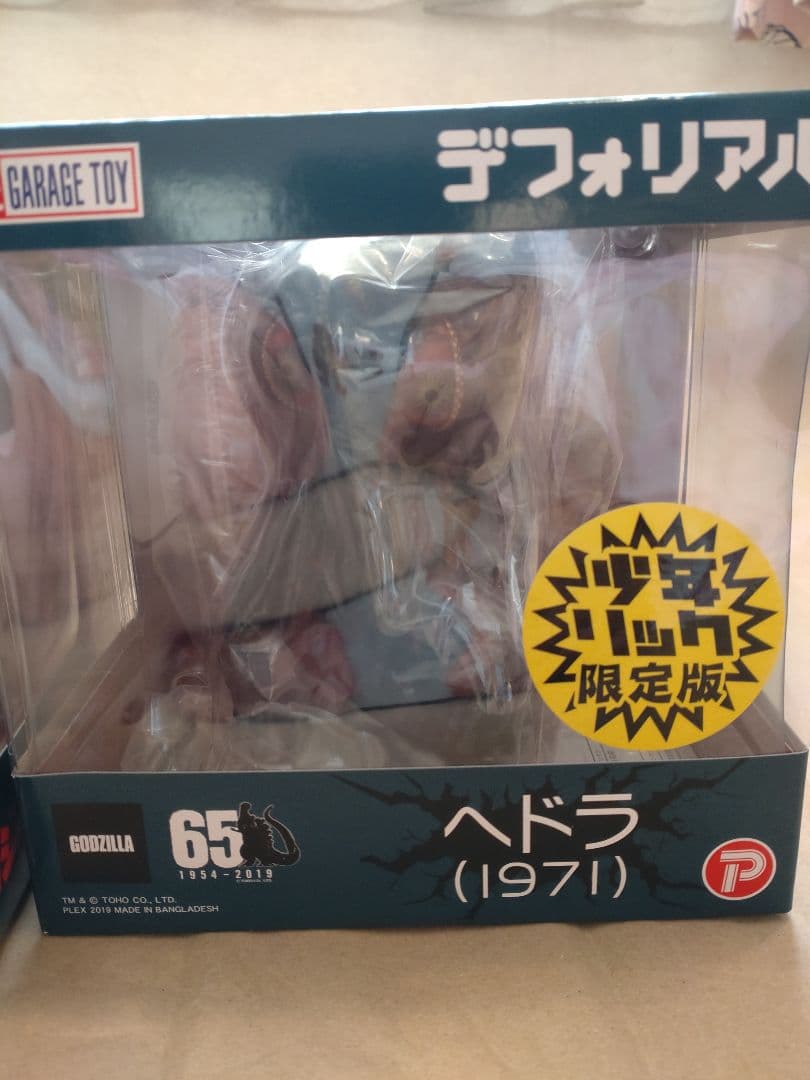 GARAGE TOY
デフォリアル
少年
リック
限定版
GODZILLA
65
1954-2019
ヘドラ
(1971)
TM & © TOHO CO., LTD.
PLEX 2019 MADE IN BANGLADESH
P